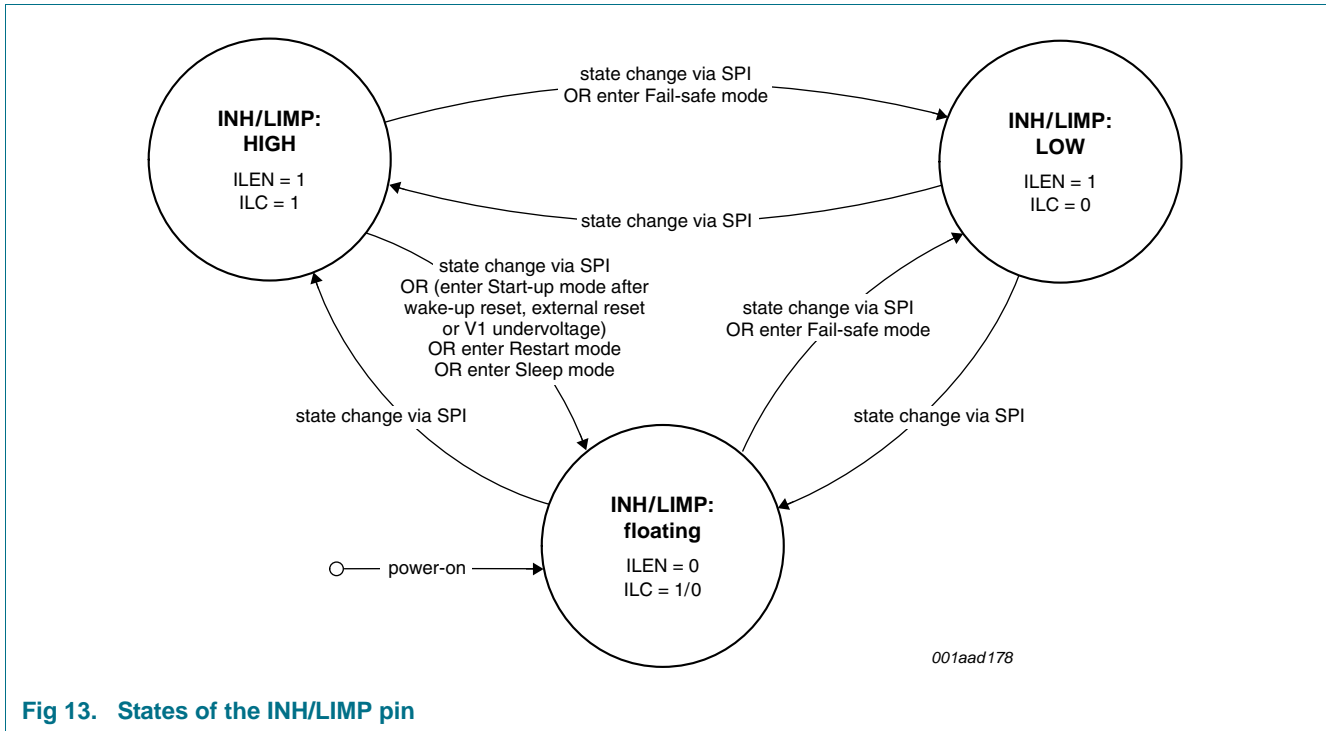 state change via SPI
OR enter Fail-safe mode
INH/LIMP:
HIGH
ILEN = 1
ILC = 1
INH/LIMP:
LOW
ILEN = 1
ILC = 0
state change via SPI
state change via SPI
OR (enter Start-up mode after
wake-up reset, external reset
or V1 undervoltage)
OR enter Restart mode
OR enter Sleep mode
state change via SPI
OR enter Fail-safe mode
state change via SPI
state change via SPI
INH/LIMP:
floating
ILEN = 0
ILC = 1/0
power-on
001aad178
Fig 13. States of the INH/LIMP pin